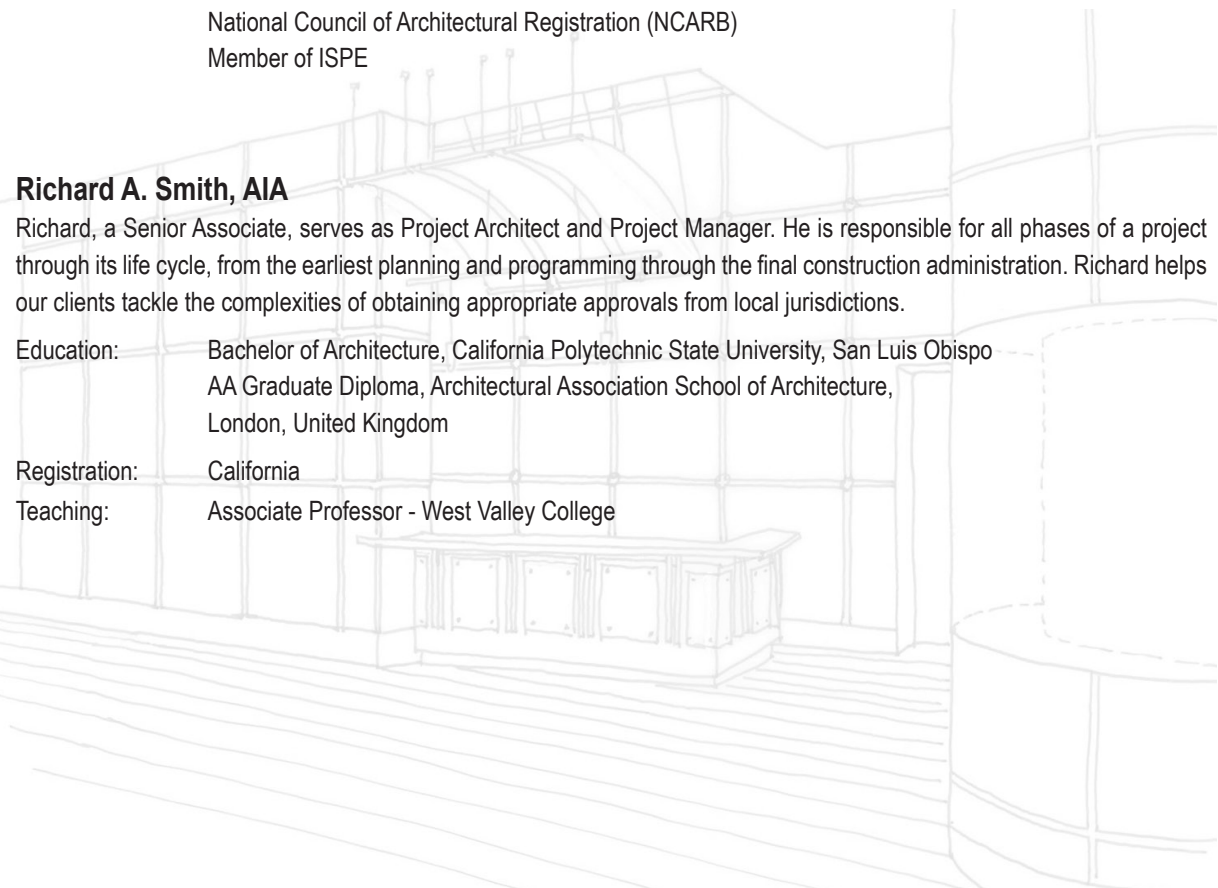 National Council of Architectural Registration (NCARB)
Member of ISPE
Richard A. Smith, AIA
Richard, a Senior Associate, serves as Project Architect and Project Manager. He is responsible for all phases of a project
through its life cycle, from the earliest planning and programming through the final construction administration. Richard helps
our clients tackle the complexities of obtaining appropriate approvals from local jurisdictions.
Education: Bachelor of Architecture, California Polytechnic State University, San Luis Obispo
AA Graduate Diploma, Architectural Association School of Architecture,
London, United Kingdom
Registration: California
Teaching: Associate Professor - West Valley College